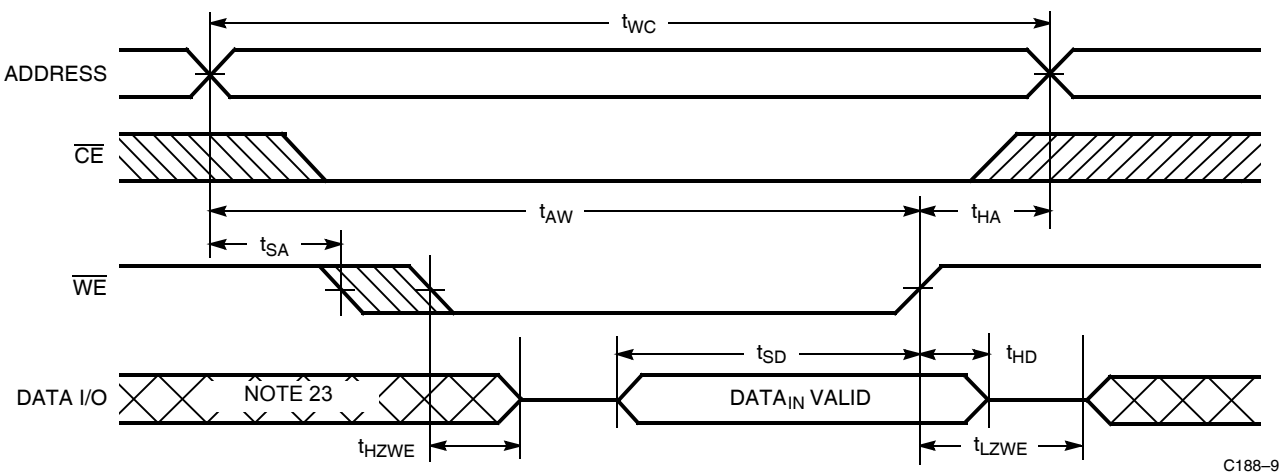 tWC
ADDRESS
CE
tAW
tHA
tSA
WE
tSD
tHD
DATA I/O
NOTE 23
DATAIN VALID
tHZWE
tLZWE
C188–9